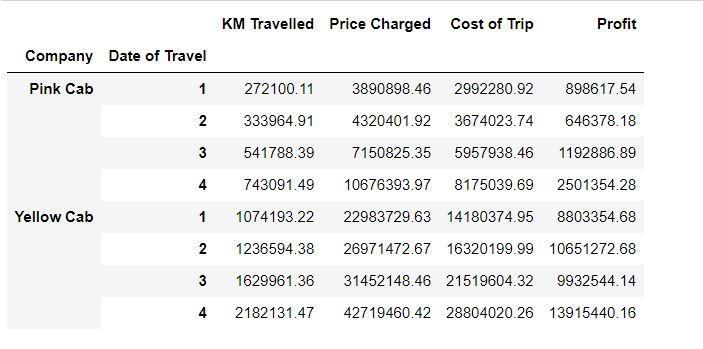 KM Travelled Price Charged Cost of Trip Profit
Company Date of Travel
Pink Cab 1 272100.11 3890898.46 2992280.92 898617.54
2 333964.91 4320401.92 3674023.74 646378.18
3 541788.39 7150825.35 5957938.46 1192886.89
4 743091.49 10676393.97 8175039.69 2501354.28
Yellow Cab 1 1074193.22 22983729.63 14180374.95 8803354.68
2 1236594.38 26971472.67 16320199.99 10651272.68
3 1629961.36 31452148.46 21519604.32 9932544.14
4 2182131.47 42719460.42 28804020.26 13915440.16